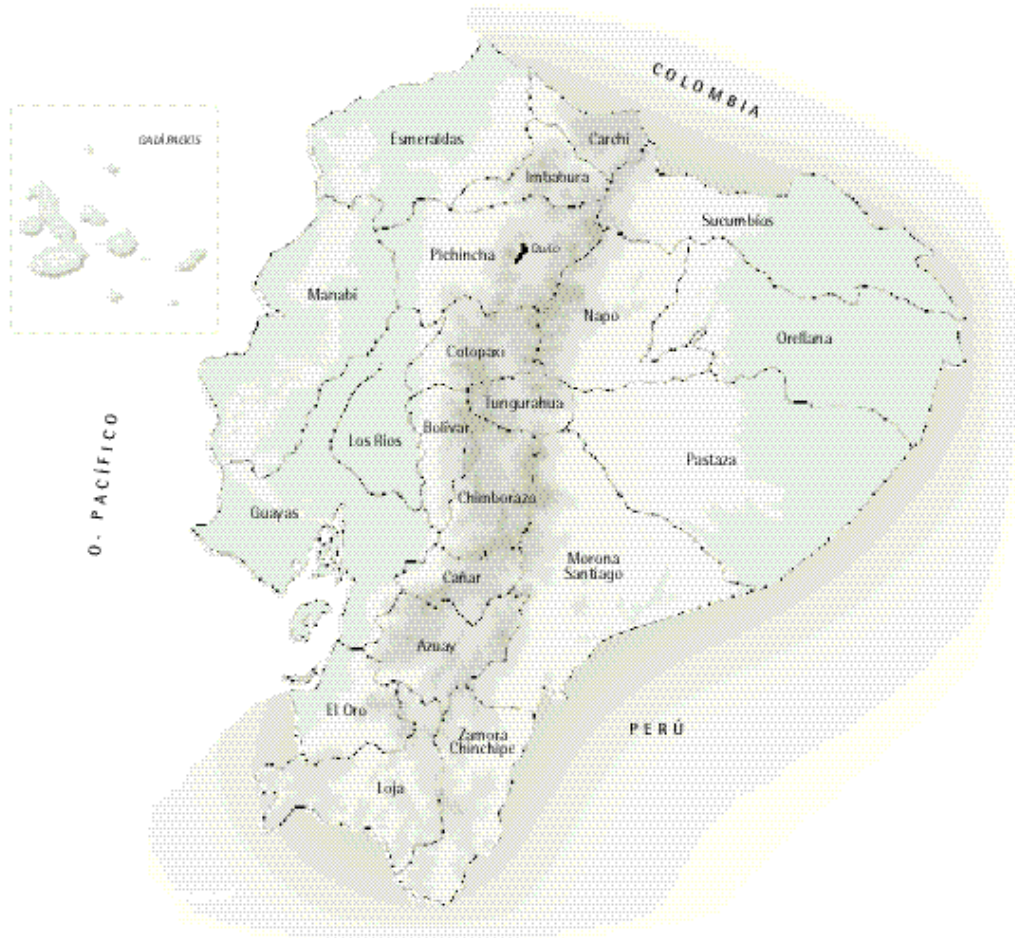 COLOMBIA
GALÁPAGOS
Esmeraldas
Carchi
Imbabura
Sucumbíos
Pichincha
Quito
Manabí
Napo
Orellana
Cotopaxi
Tungurahua
Bolívar
Los Ríos
Pastaza
Chimborazo
Guayas
O- PACÍFICO
Morona
Santiago
Cañar
Azuay
El Oro
PERÚ
Zamora
Chinchipe
Loja